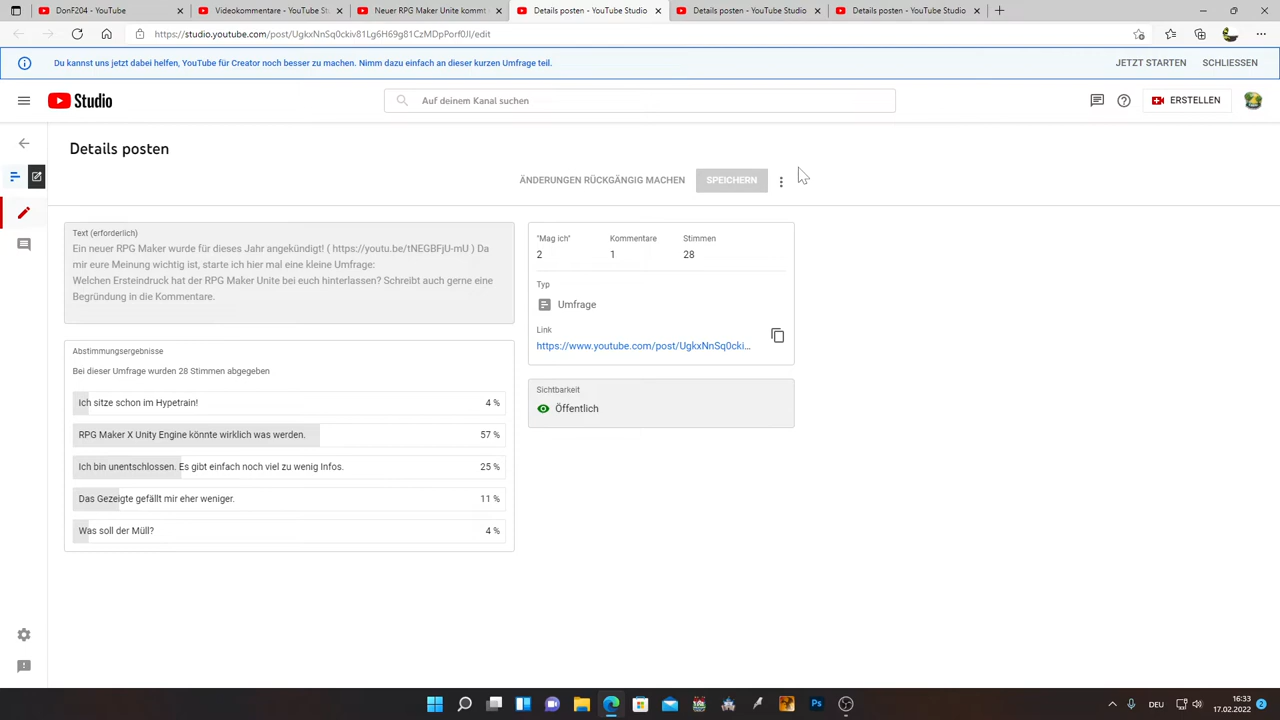 DonF204 - YouTube
Videokommentare - YouTube St
Neuer RPG Maker Unite kommt
Details posten - YouTube Studio
Details posten - YouTube Studio
Details posten - YouTube Studio
https://studio.youtube.com/post/UgkxNnSq0ckiv81Lg6H69g81CzMDpPorf0Jl/edit
Du kannst uns jetzt dabei helfen, YouTube für Creator noch besser zu machen. Nimm dazu einfach an dieser kurzen Umfrage teil.
JETZT STARTEN
SCHLIESSEN
Studio
Auf deinem Kanal suchen
ERSTELLEN
Details posten
ÄNDERUNGEN RÜCKGÄNGIG MACHEN
SPEICHERN
Text (erforderlich)
Ein neuer RPG Maker wurde für dieses Jahr angekündigt! ( https://youtu.be/tNEGBFjU-mU ) Da
mir eure Meinung wichtig ist, starte ich hier mal eine kleine Umfrage:
Welchen Ersteindruck hat der RPG Maker Unite bei euch hinterlassen? Schreibt auch gerne eine
Begründung in die Kommentare.
"Mag ich" Kommentare Stimmen
2 1 28
Typ
Umfrage
Link
https://www.youtube.com/post/UgkxNnSq0cki...
Sichtbarkeit
Öffentlich
Abstimmungsergebnisse
Bei dieser Umfrage wurden 28 Stimmen abgegeben
Ich sitze schon im Hypetrain! 4 %
RPG Maker X Unity Engine könnte wirklich was werden. 57 %
Ich bin unentschlossen. Es gibt einfach noch viel zu wenig Infos. 25 %
Das Gezeigte gefällt mir eher weniger. 11 %
Was soll der Müll? 4 %
DEU
16:33
17.02.2022
2